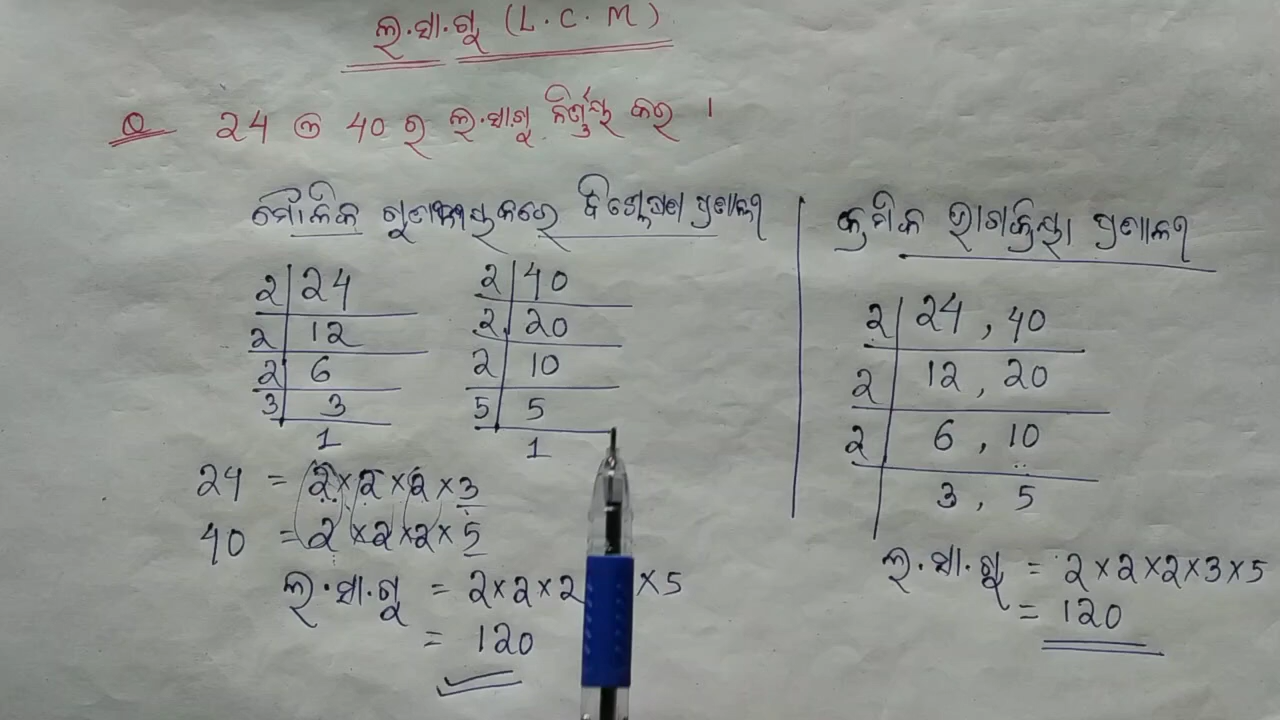 ଲ.ସା.ଗୁ (L.C.M)
Q 24 ଓ 40 ର ଲ.ସା.ଗୁ ନିର୍ଣ୍ଣୟ କର ।
ମୌଳିକ ଗୁଣନୀୟକରେ ବିଶ୍ଳେଷଣ ପ୍ରଣାଳୀ
2 | 24
2 | 12
2 | 6
3 | 3
1
2 | 40
2 | 20
2 | 10
5 | 5
1
24 = 2×2×2×3
40 = 2×2×2×5
ଲ.ସା.ଗୁ = 2×2×2 ×5
= 120
କ୍ରମିକ ଭାଗକ୍ରିୟା ପ୍ରଣାଳୀ
2 | 24, 40
2 | 12, 20
2 | 6, 10
3, 5
ଲ.ସା.ଗୁ = 2×2×2×3×5
= 120